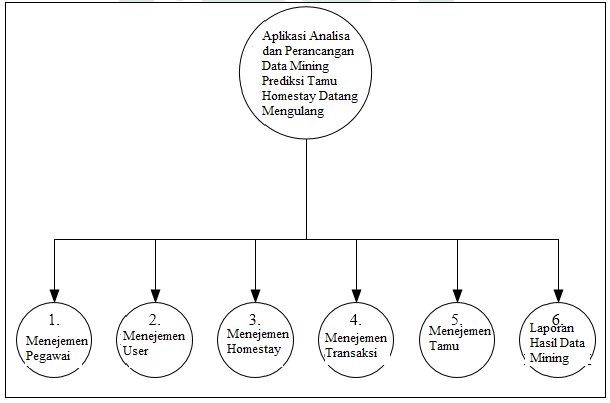 Aplikasi Analisa
dan Perancangan
Data Mining
Prediksi Tamu
Homestay Datang
Mengulang
1.
Menejemen
Pegawai
2.
Menejemen
User
3.
Menejemen
Homestay
4.
Menejemen
Transaksi
5.
Menejemen
Tamu
6.
Laporan
Hasil Data
Mining